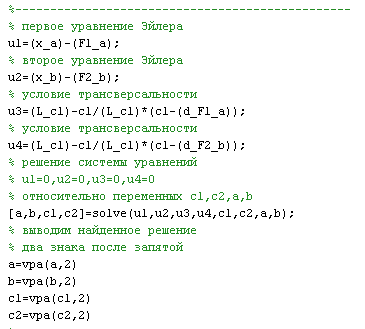 %------------------------------------------------
% первое уравнение Эйлера
u1=(x_a)-(F1_a);
% второе уравнение Эйлера
u2=(x_b)-(F2_b);
% условие трансверсальности
u3=(L_c1)-c1/(L_c1)*(c1-(d_F1_a));
% условие трансверсальности
u4=(L_c1)-c1/(L_c1)*(c1-(d_F2_b));
% решение системы уравнений
% u1=0,u2=0,u3=0,u4=0
% относительно переменных c1,c2,a,b
[a,b,c1,c2]=solve(u1,u2,u3,u4,c1,c2,a,b);
% выводим найденное решение
% два знака после запятой
a=vpa(a,2)
b=vpa(b,2)
c1=vpa(c1,2)
c2=vpa(c2,2)